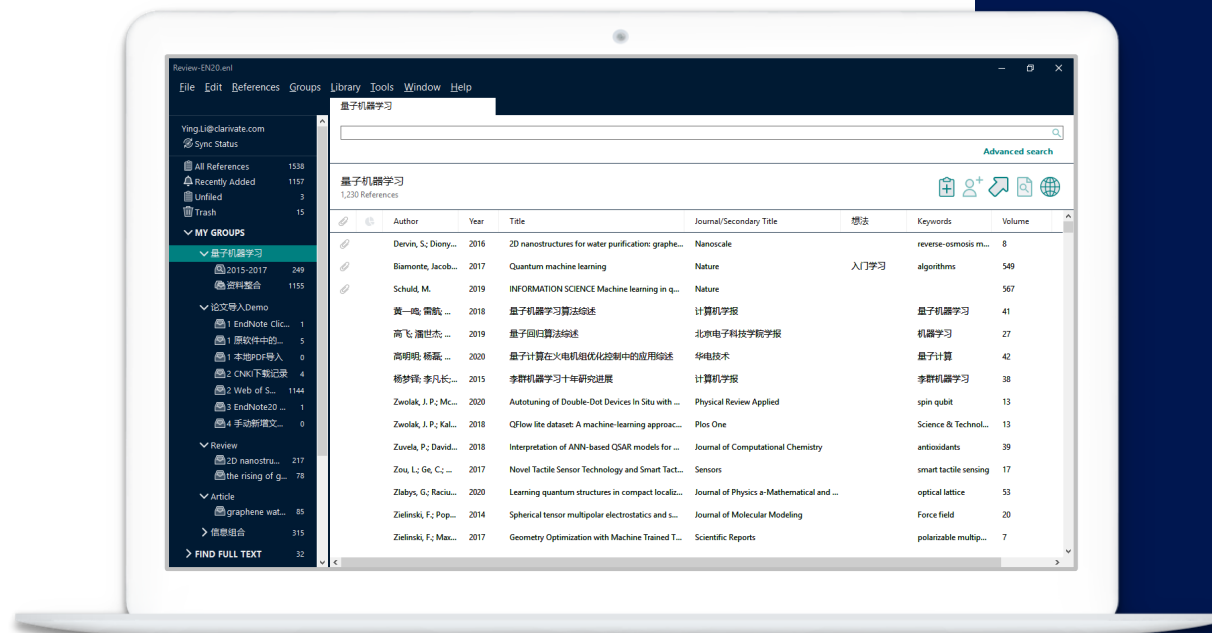 Review-EN20.enl
File Edit References Groups Library Tools Window Help
量子机器学习
Ying.Li@clarivate.com
Sync Status
All References 1538
Recently Added 1157
Unfiled 3
Trash 15
MY GROUPS
量子机器学习
2015-2017 249
资料整合 1155
论文导入Demo
1 EndNote Clic... 1
1 原软件中的... 5
1 本地PDF导入 0
2 CNKI下载记录 4
2 Web of S... 1144
3 EndNote20 ... 1
4 手动新增文... 0
Review
2D nanostru... 217
the rising of g... 78
Article
graphene wat... 85
信息组合 315
FIND FULL TEXT 32
Advanced search
量子机器学习
1,230 References
Author Year Title Journal/Secondary Title 想法 Keywords Volume
Dervin, S.; Diony... 2016 2D nanostructures for water purification: graphe... Nanoscale reverse-osmosis m... 8
Biamonte, Jacob... 2017 Quantum machine learning Nature 入门学习 algorithms 549
Schuld, M. 2019 INFORMATION SCIENCE Machine learning in q... Nature 567
黄一鸣; 雷航; ... 2018 量子机器学习算法综述 计算机学报 量子机器学习 41
高飞; 潘世杰; ... 2019 量子回归算法综述 北京电子科技学院学报 机器学习 27
高明明; 杨磊; ... 2020 量子计算在火电机组优化控制中的应用综述 华电技术 量子计算 42
杨梦铎; 李凡长;... 2015 李群机器学习十年研究进展 计算机学报 李群机器学习 38
Zwolak, J. P.; Mc... 2020 Autotuning of Double-Dot Devices In Situ with ... Physical Review Applied spin qubit 13
Zwolak, J. P.; Kal... 2018 QFlow lite dataset: A machine-learning approac... Plos One Science & Technol... 13
Zuvela, P.; David... 2018 Interpretation of ANN-based QSAR models for ... Journal of Computational Chemistry antioxidants 39
Zou, L.; Ge, C.; ... 2017 Novel Tactile Sensor Technology and Smart Tact... Sensors smart tactile sensing 17
Zlabys, G.; Raciu... 2020 Learning quantum structures in compact localiz... Journal of Physics a-Mathematical and ... optical lattice 53
Zielinski, F.; Pop... 2014 Spherical tensor multipolar electrostatics and s... Journal of Molecular Modeling Force field 20
Zielinski, F.; Max... 2017 Geometry Optimization with Machine Trained T... Scientific Reports polarizable multip... 7